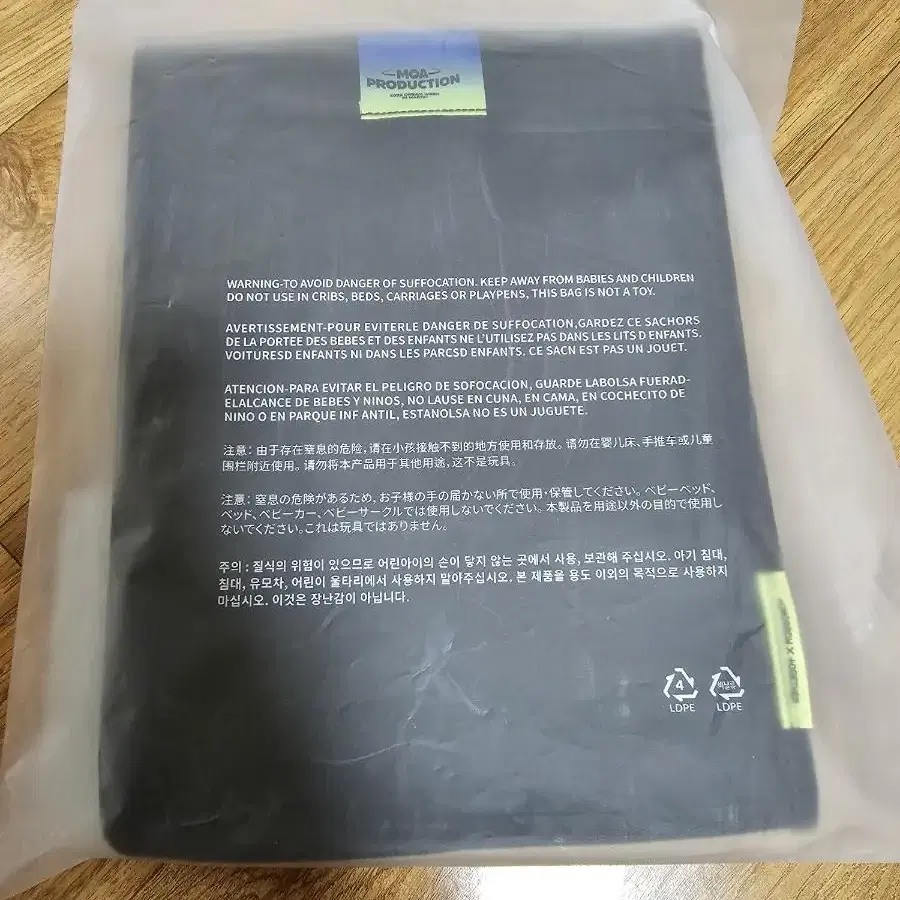 MOA
PRODUCTION
WARNING-TO AVOID DANGER OF SUFFOCATION. KEEP AWAY FROM BABIES AND CHILDREN
DO NOT USE IN CRIBS, BEDS, CARRIAGES OR PLAYPENS, THIS BAG IS NOT A TOY.
AVERTISSEMENT-POUR EVITERLE DANGER DE SUFFOCATION,GARDEZ CE SACHORS
DE LA PORTEE DES BEBES ET DES ENFANTS NE L'UTILISEZ PAS DANS LES LITS D ENFANTS.
VOITURESD ENFANTS NI DANS LES PARCSD ENFANTS. CE SACN EST PAS UN JOUET.
ATENCION-PARA EVITAR EL PELIGRO DE SOFOCACION, GUARDE LABOLSA FUERAD-
ELALCANCE DE BEBES Y NINOS, NO LAUSE EN CUNA, EN CAMA, EN COCHECITO DE
NINO O EN PARQUE INF ANTIL, ESTANOLSA NO ES UN JUGUETE.
注意：由于存在窒息的危险，请在小孩接触不到的地方使用和存放。请勿在婴儿床、手推车或儿童
围栏附近使用。请勿将本产品用于其他用途，这不是玩具。
注意：窒息の危険があるため、お子様の手の届かない所で使用・保管してください。ベビーベッド、
ベッド、ベビーカー、ベビーサークルでは使用しないでください。本製品を用途以外の目的で使用し
ないでください。これは玩具ではありません。
주의 : 질식의 위험이 있으므로 어린아이의 손이 닿지 않는 곳에서 사용, 보관해 주십시오. 아기 침대,
침대, 유모차, 어린이 울타리에서 사용하지 말아주십시오. 본 제품을 용도 이외의 목적으로 사용하지
마십시오. 이것은 장난감이 아닙니다.
4
LDPE
비닐류
LDPE